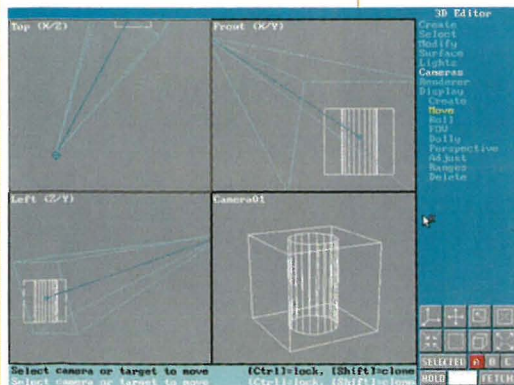 3D Editor
Top (X/Z)
Front (X/Y)
Create
Select
Modify
Surface
Lights
Cameras
Renderer
Display
Create
Move
Roll
FOV
Dolly
Perspective
Adjust
Ranges
Delete
Left (Z/Y)
Camera01
SELECTED A B C
HOLD FETCH
Select camera or target to move [Ctrl]=lock, [Shift]=clone
Select camera or target to move [Ctrl]=lock, [Shift]=clone